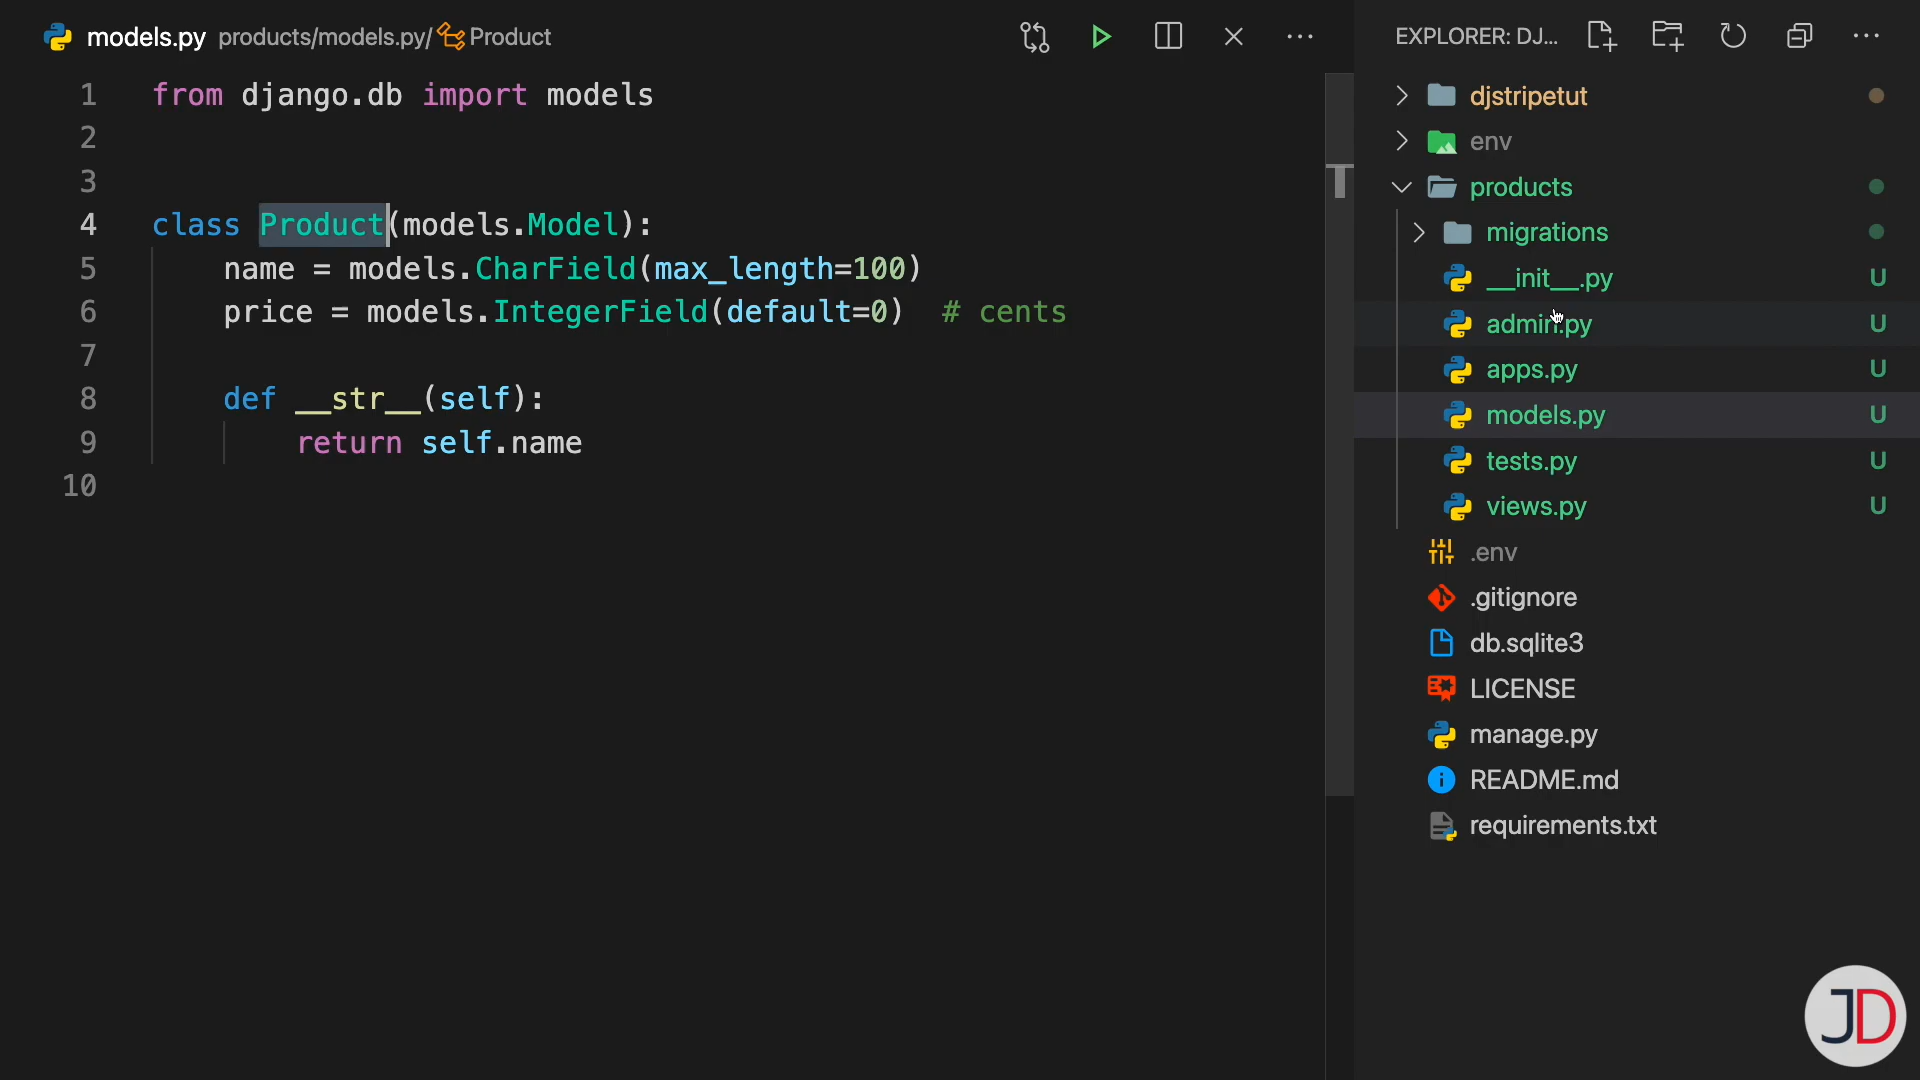 models.py products/models.py/ Product
1 from django.db import models
2
3
4 class Product(models.Model):
5     name = models.CharField(max_length=100)
6     price = models.IntegerField(default=0)  # cents
7
8     def __str__(self):
9         return self.name
10
EXPLORER: DJ...
djstripetut
env
products
migrations
__init__.py U
admin.py U
apps.py U
models.py U
tests.py U
views.py U
.env
.gitignore
db.sqlite3
LICENSE
manage.py
README.md
requirements.txt
JD